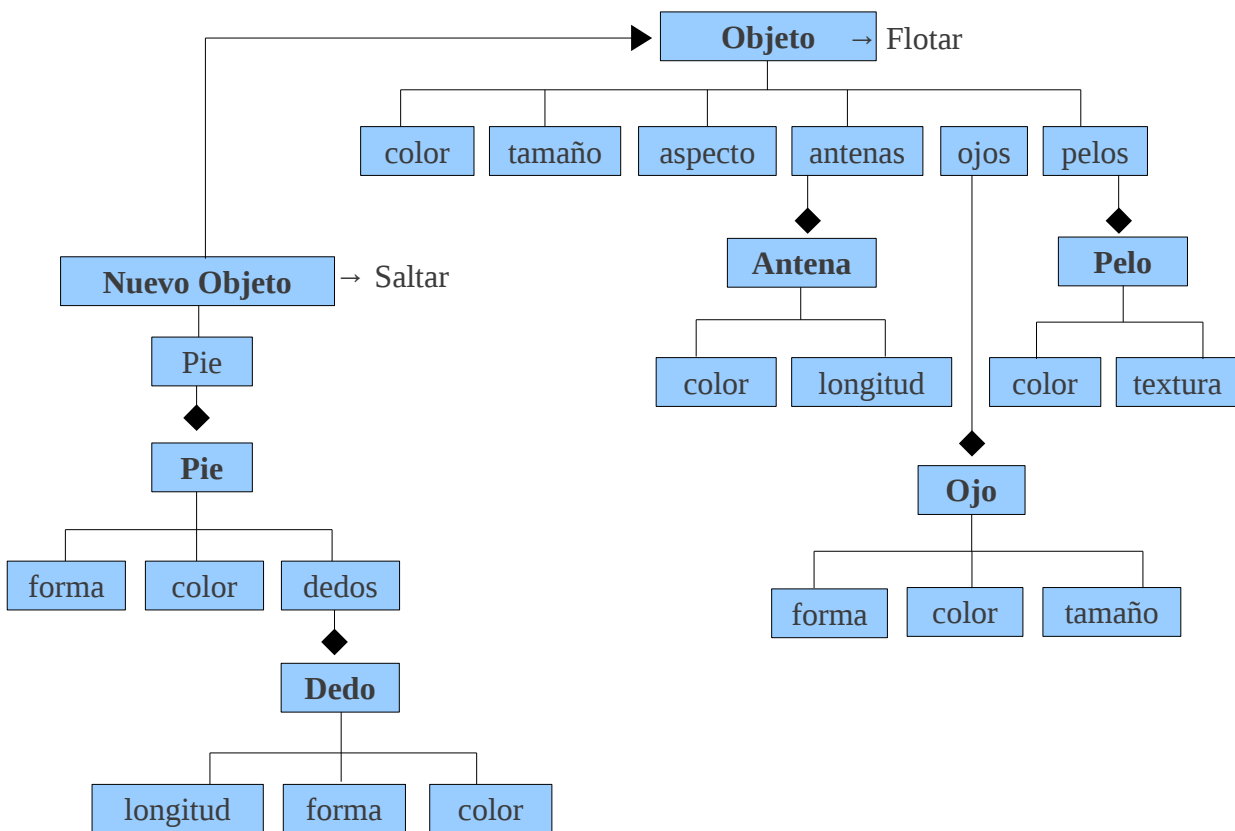 Objeto → Flotar
color tamaño aspecto antenas ojos pelos
Antena Pelo
Nuevo Objeto → Saltar
Pie
color longitud color textura
Pie
Ojo
forma color dedos
forma color tamaño
Dedo
longitud forma color